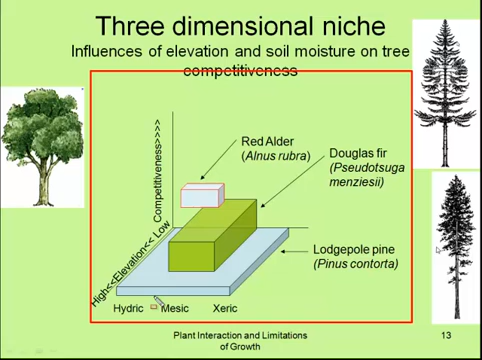 Three dimensional niche
Influences of elevation and soil moisture on tree
competitiveness
Red Alder
(Alnus rubra)
Douglas fir
(Pseudotsuga
menziesii)
Competitiveness>>>>
Lodgepole pine
(Pinus contorta)
High<<Elevation<< Low
Hydric
Mesic
Xeric
Plant Interaction and Limitations
of Growth
13